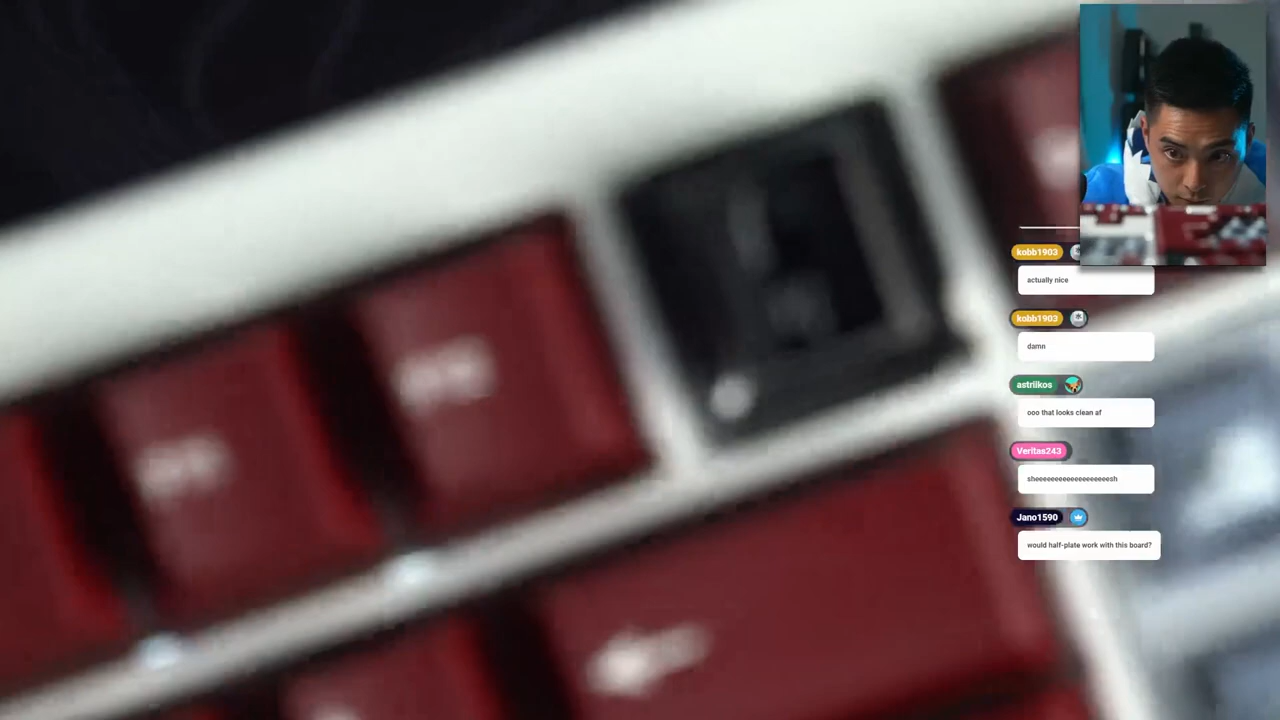 kobb1903
actually nice
kobb1903
damn
astriikos
ooo that looks clean af
Veritas243
sheeeeeeeeeeeeeeeeeesh
Jano1590
would half-plate work with this board?